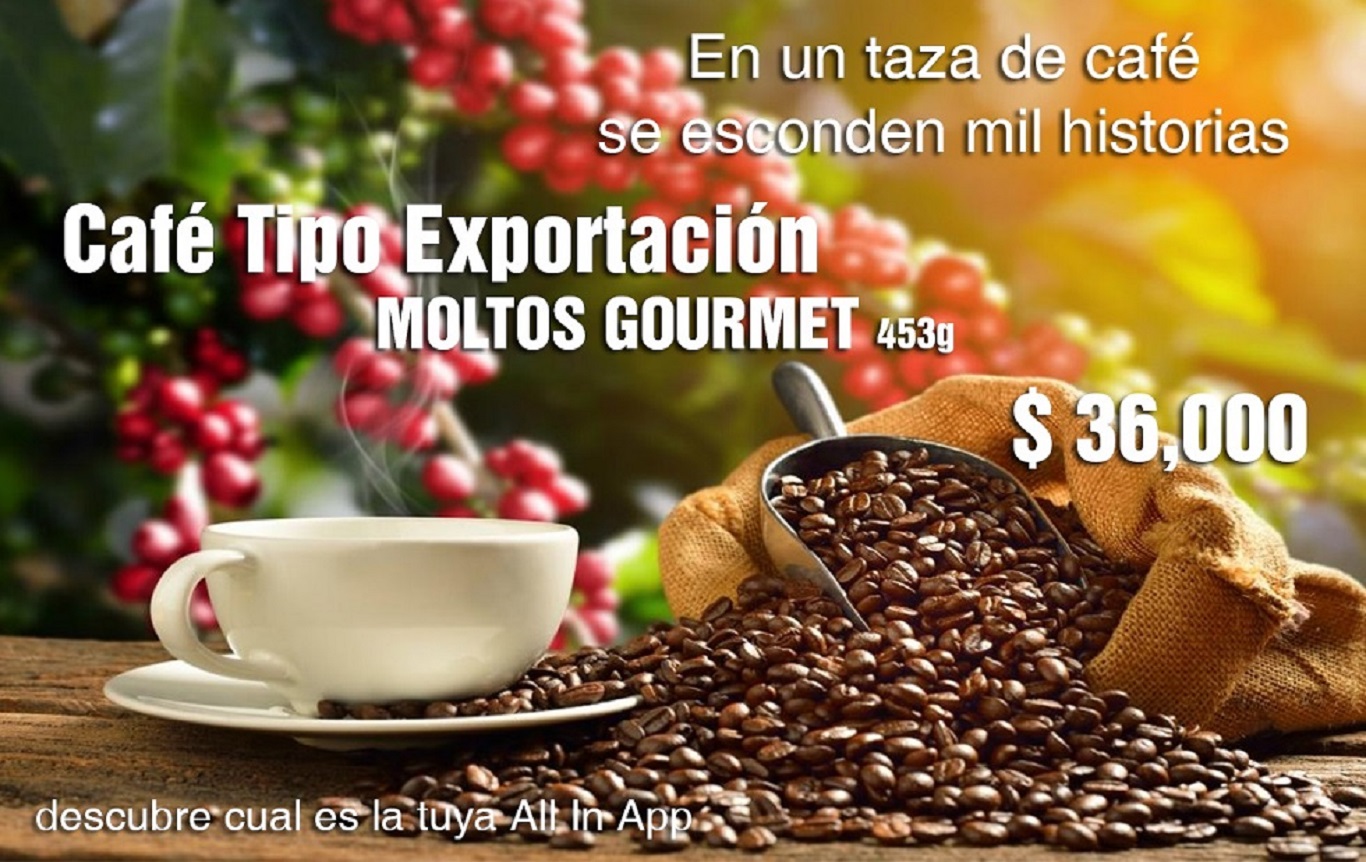 En un taza de café
se esconden mil historias
Café Tipo Exportación
MOLTOS GOURMET 453g
$ 36,000
descubre cual es la tuya All In App